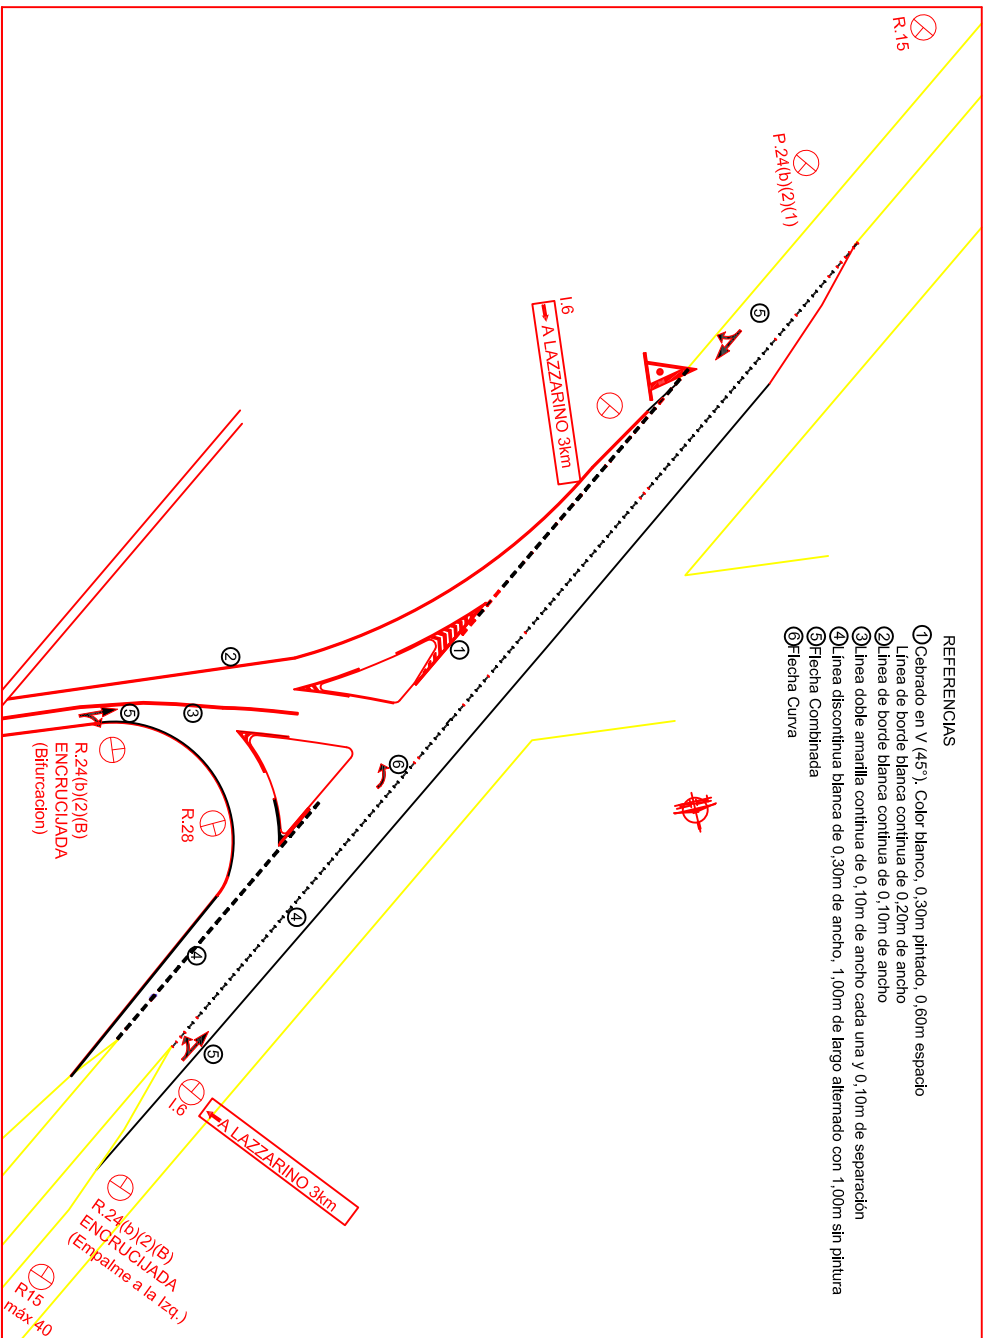 REFERENCIAS
1 Cebrado en V (45°). Color blanco, 0,30m pintado, 0,60m espacio
Línea de borde blanca continua de 0,20m de ancho
2 Linea de borde blanca continua de 0,10m de ancho
3 Linea doble amarilla continua de 0,10m de ancho cada una y 0,10m de separación
4 Linea discontinua blanca de 0,30m de ancho, 1,00m de largo alternado con 1,00m sin pintura
5 Flecha Combinada
6 Flecha Curva
R.15
P.24(b)(2)(1)
5
I.6
A LAZZARINO 3km
1
2
3
5
6
4
4
5
R.24(b)(2)(B)
ENCRUCIJADA
(Bifurcacion)
R.28
I.6
A LAZZARINO 3km
R.24(b)(2)(B)
ENCRUCIJADA
(Empalme a la Izq.)
R15
máx 40